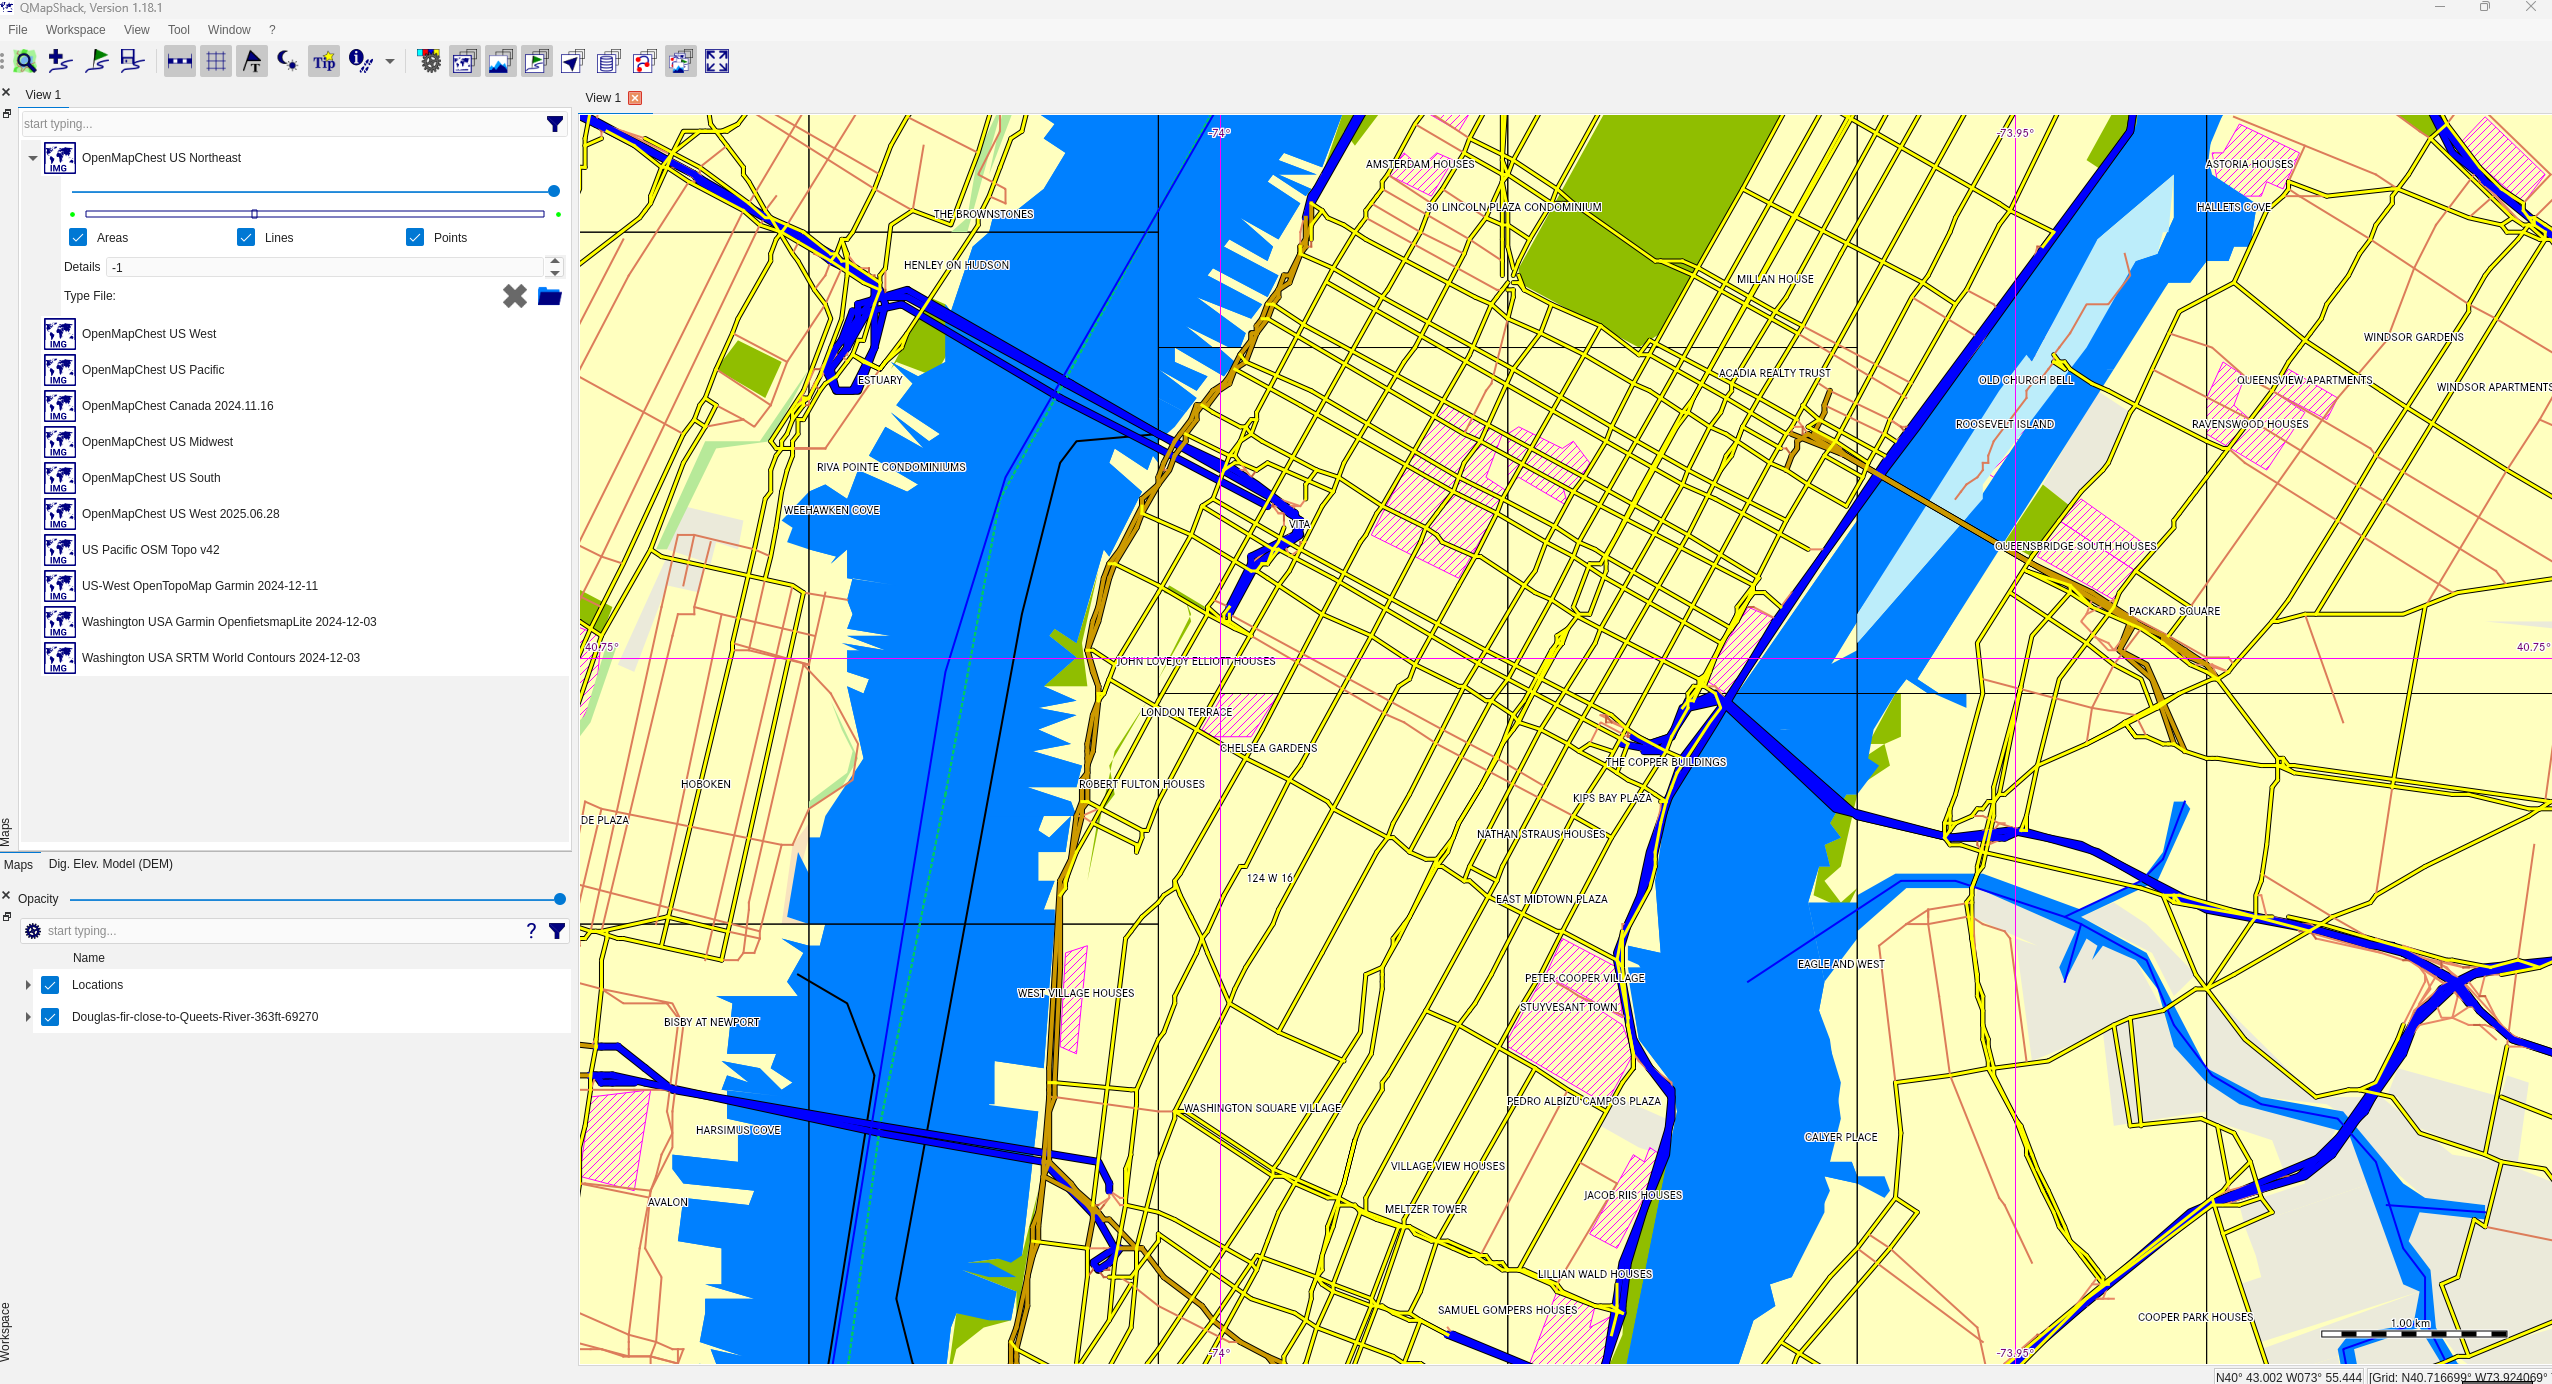 QMapShack, Version 1.18.1
File Workspace View Tool Window ?
View 1
start typing...
OpenMapChest US Northeast
Areas Lines Points
Details -1
Type File:
OpenMapChest US West
OpenMapChest US Pacific
OpenMapChest Canada 2024.11.16
OpenMapChest US Midwest
OpenMapChest US South
OpenMapChest US West 2025.06.28
US Pacific OSM Topo v42
US-West OpenTopoMap Garmin 2024-12-11
Washington USA Garmin OpenfietsmapLite 2024-12-03
Washington USA SRTM World Contours 2024-12-03
Maps
Maps Dig. Elev. Model (DEM)
Opacity
start typing...
Name
Locations
Douglas-fir-close-to-Queets-River-363ft-69270
Workspace
View 1
-74° -73.95°
AMSTERDAM HOUSES
ASTORIA HOUSES
30 LINCOLN PLAZA CONDOMINIUM
HALLETS COVE
THE BROWNSTONES
HENLEY ON HUDSON
MILLAN HOUSE
WINDSOR GARDENS
ESTUARY
ACADIA REALTY TRUST
OLD CHURCH BELL
QUEENSVIEW APARTMENTS
WINDSOR APARTMENTS
ROOSEVELT ISLAND
RAVENSWOOD HOUSES
RIVA POINTE CONDOMINIUMS
WEEHAWKEN COVE
VITA
QUEENSBRIDGE SOUTH HOUSES
PACKARD SQUARE
40.75° 40.75°
JOHN LOVEJOY ELLIOTT HOUSES
LONDON TERRACE
CHELSEA GARDENS
THE COPPER BUILDINGS
HOBOKEN
ROBERT FULTON HOUSES
KIPS BAY PLAZA
DE PLAZA
NATHAN STRAUS HOUSES
124 W 16
EAST MIDTOWN PLAZA
EAGLE AND WEST
PETER COOPER VILLAGE
WEST VILLAGE HOUSES
STUYVESANT TOWN
BISBY AT NEWPORT
PEDRO ALBIZU CAMPOS PLAZA
WASHINGTON SQUARE VILLAGE
HARSIMUS COVE
CALYER PLACE
VILLAGE VIEW HOUSES
JACOB RIIS HOUSES
AVALON
MELTZER TOWER
LILLIAN WALD HOUSES
SAMUEL GOMPERS HOUSES
COOPER PARK HOUSES
1.00 km
-74° -73.95°
N40° 43.002 W073° 55.444 [Grid: N40.716699° W73.924069°